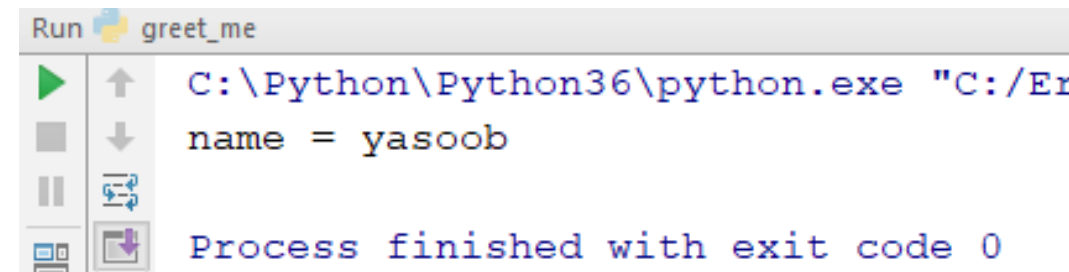 Run greet_me
C:\Python\Python36\python.exe "C:/Er
name = yasoob
Process finished with exit code 0